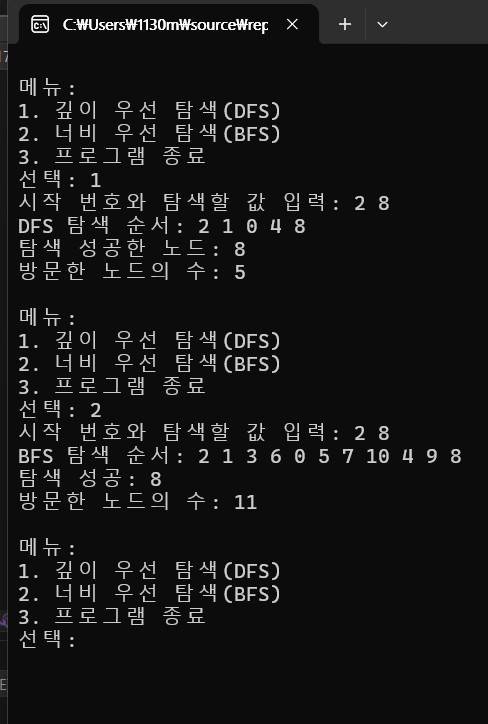 C:₩Users₩1130m₩source₩rep
메뉴:
1. 깊이 우선 탐색(DFS)
2. 너비 우선 탐색(BFS)
3. 프로그램 종료
선택: 1
시작 번호와 탐색할 값 입력: 2 8
DFS 탐색 순서: 2 1 0 4 8
탐색 성공한 노드: 8
방문한 노드의 수: 5
메뉴:
1. 깊이 우선 탐색(DFS)
2. 너비 우선 탐색(BFS)
3. 프로그램 종료
선택: 2
시작 번호와 탐색할 값 입력: 2 8
BFS 탐색 순서: 2 1 3 6 0 5 7 10 4 9 8
탐색 성공: 8
방문한 노드의 수: 11
메뉴:
1. 깊이 우선 탐색(DFS)
2. 너비 우선 탐색(BFS)
3. 프로그램 종료
선택: